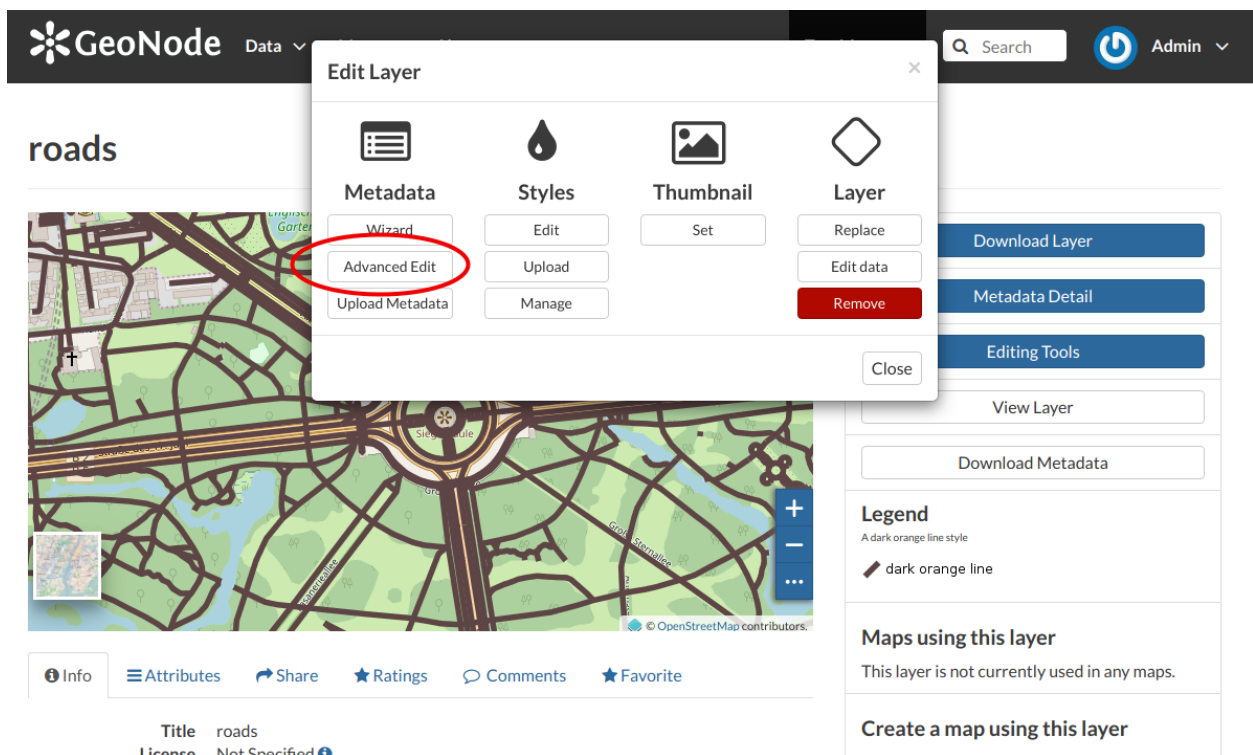 GeoNode Data Search Admin
Edit Layer ×
roads
Metadata Styles Thumbnail Layer
Wizard Edit Set Replace
Advanced Edit Upload Edit data
Upload Metadata Manage Remove
Close
Download Layer
Metadata Detail
Editing Tools
View Layer
Download Metadata
Legend
A dark orange line style
dark orange line
© OpenStreetMap contributors.
Maps using this layer
This layer is not currently used in any maps.
Create a map using this layer
Info Attributes Share Ratings Comments Favorite
Title roads
License Not Specified